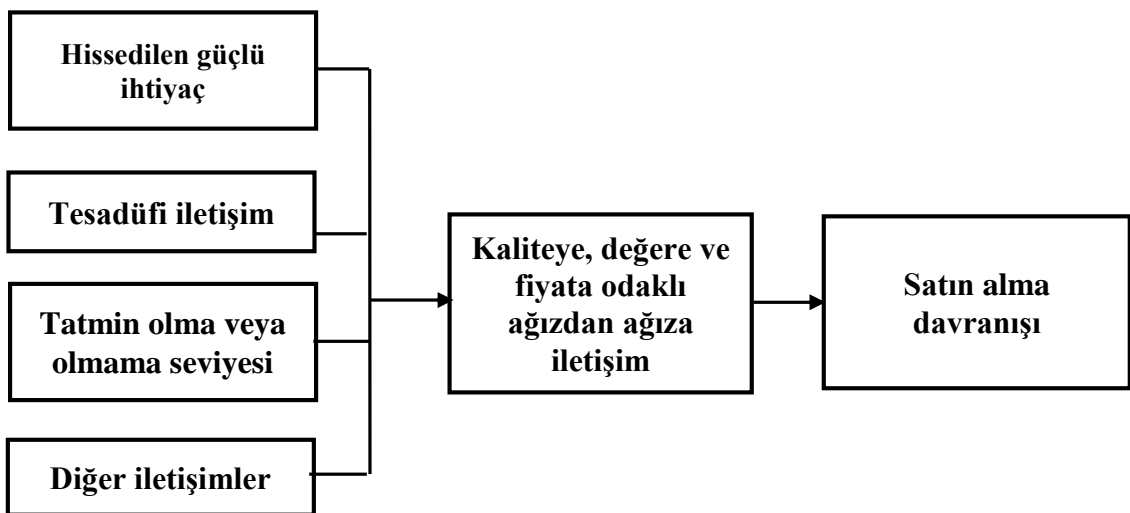 Hissedilen güçlü
ihtiyaç
Tesadüfi iletişim
Tatmin olma veya
olmama seviyesi
Diğer iletişimler
Kaliteye, değere ve
fiyata odaklı
ağızdan ağıza
iletişim
Satın alma
davranışı